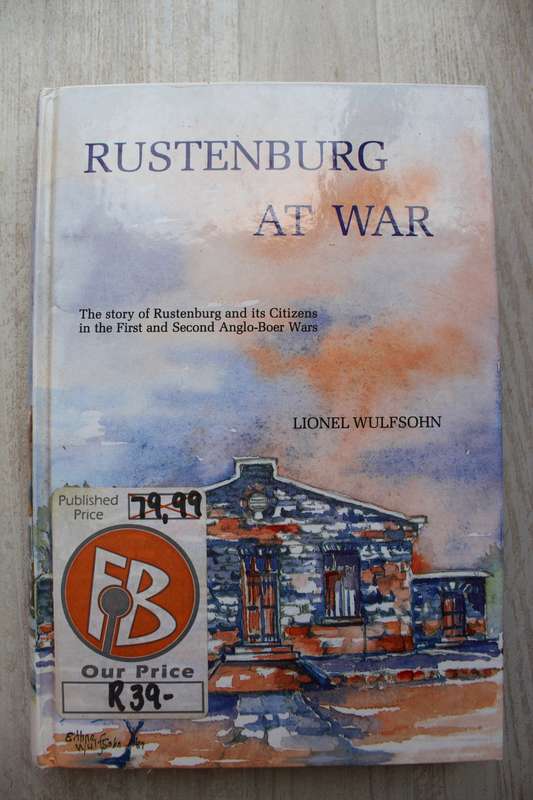 RUSTENBURG
AT WAR
The story of Rustenburg and its Citizens
in the First and Second Anglo-Boer Wars
LIONEL WULFSOHN
Published
Price
79,99
FB
Our Price
R39-
Wulfsohn